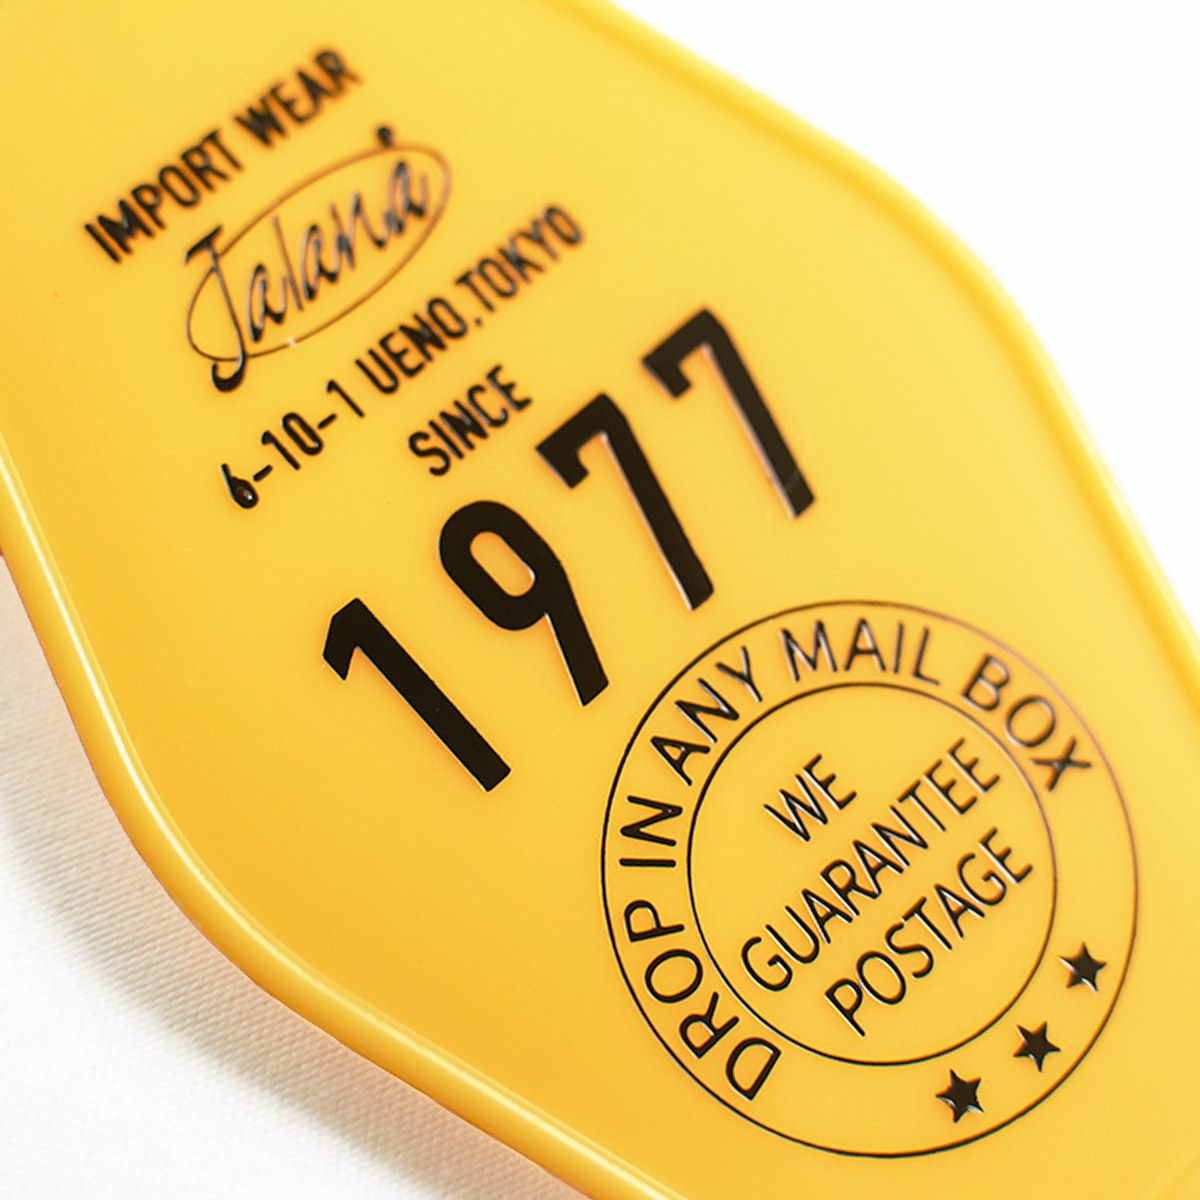 IMPORT WEAR
Jalana
6-10-1 UENO.TOKYO
SINCE
1977
DROP IN ANY MAIL BOX
WE
GUARANTEE
POSTAGE